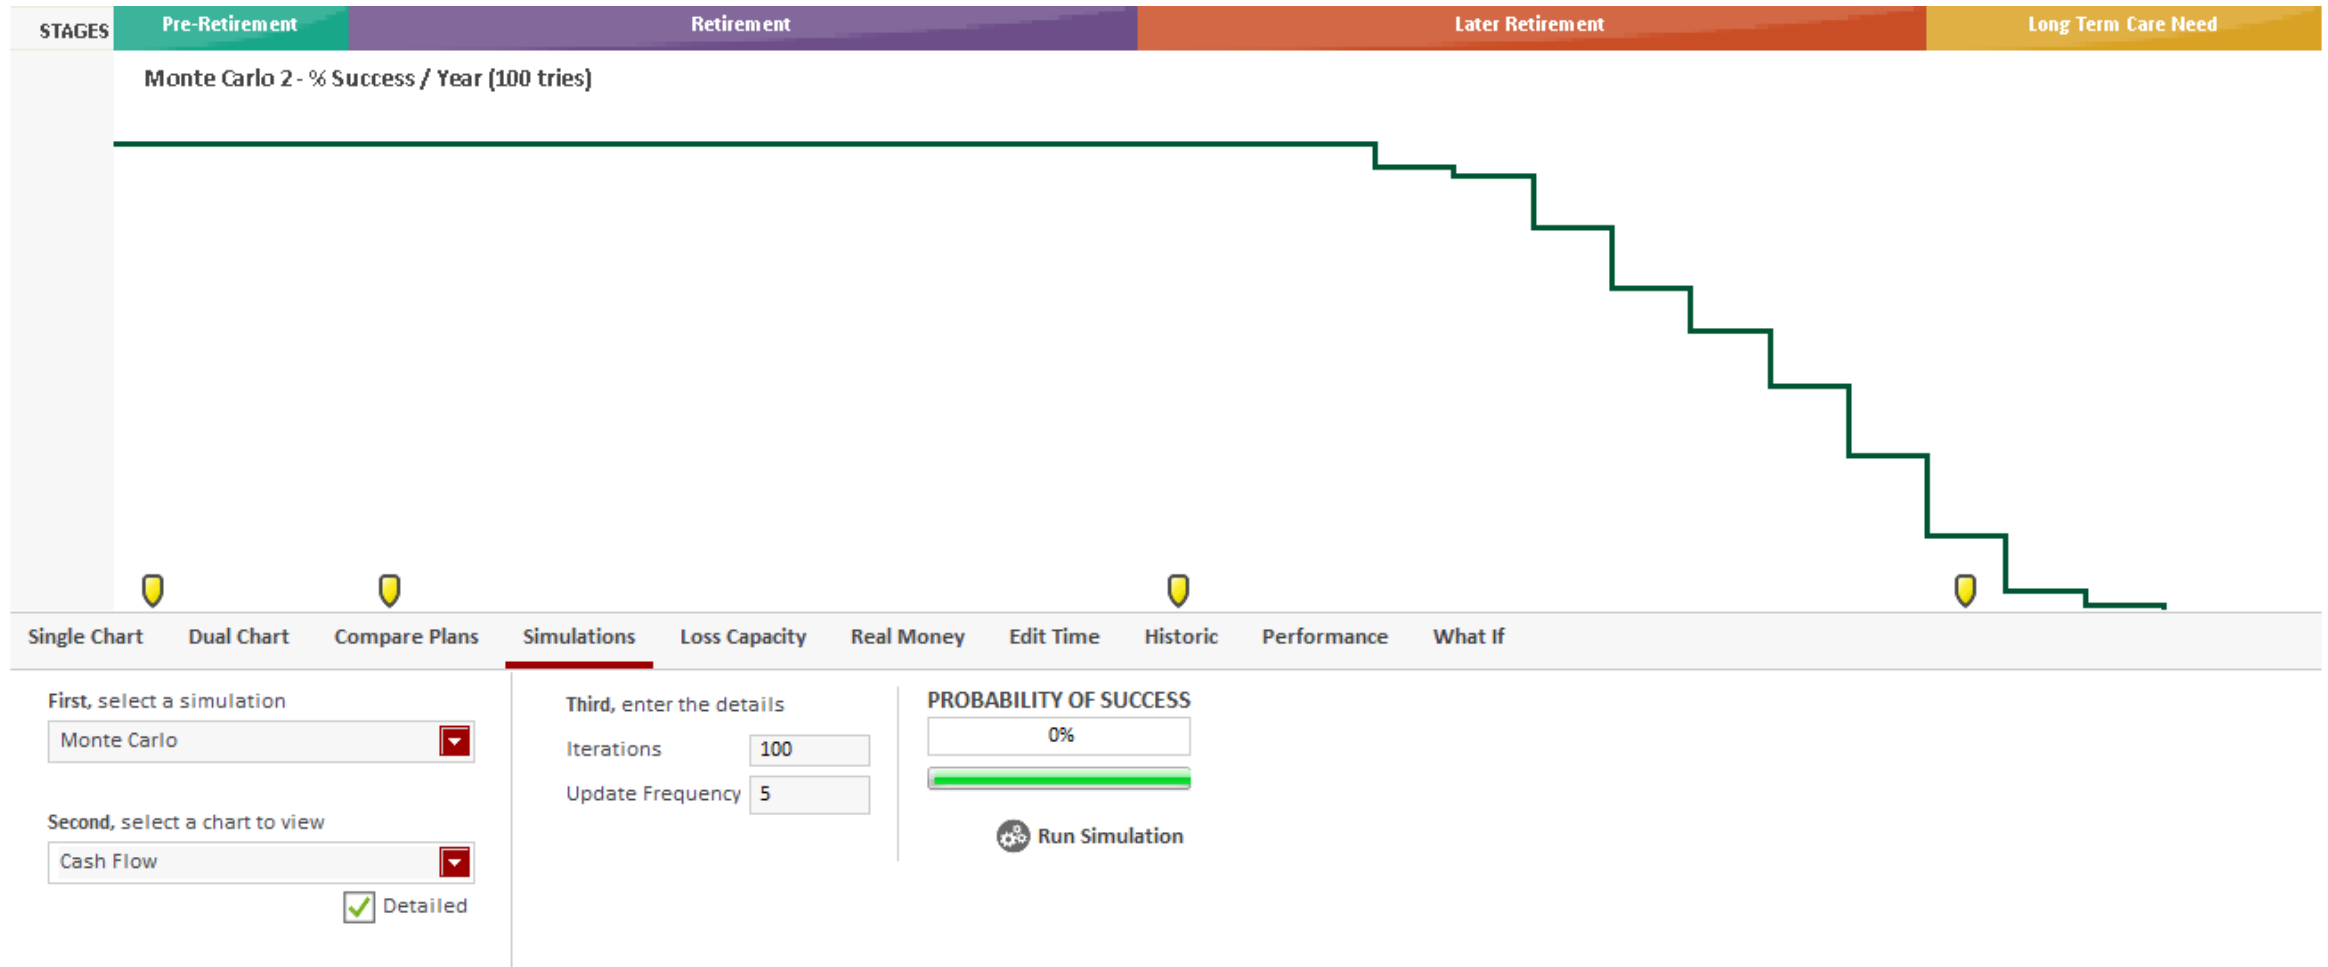 STAGES Pre-Retirement Retirement Later Retirement Long Term Care Need
Monte Carlo 2 - % Success / Year (100 tries)
Single Chart Dual Chart Compare Plans Simulations Loss Capacity Real Money Edit Time Historic Performance What If
First, select a simulation
Monte Carlo
Second, select a chart to view
Cash Flow
Detailed
Third, enter the details
Iterations 100
Update Frequency 5
PROBABILITY OF SUCCESS
0%
Run Simulation